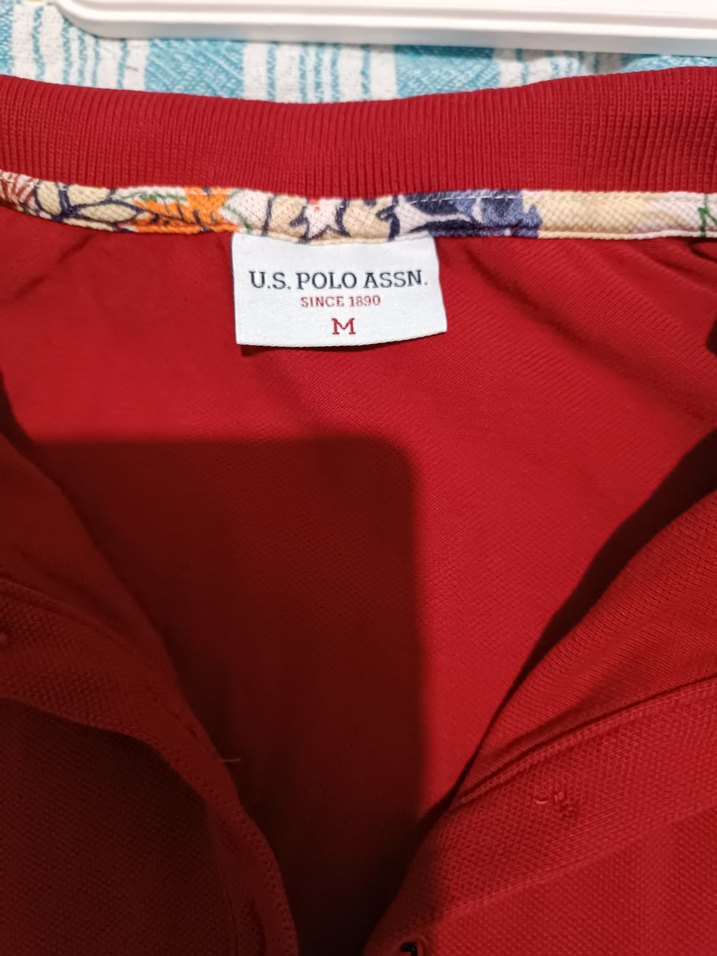 U.S. POLO ASSN.
SINCE 1890
M